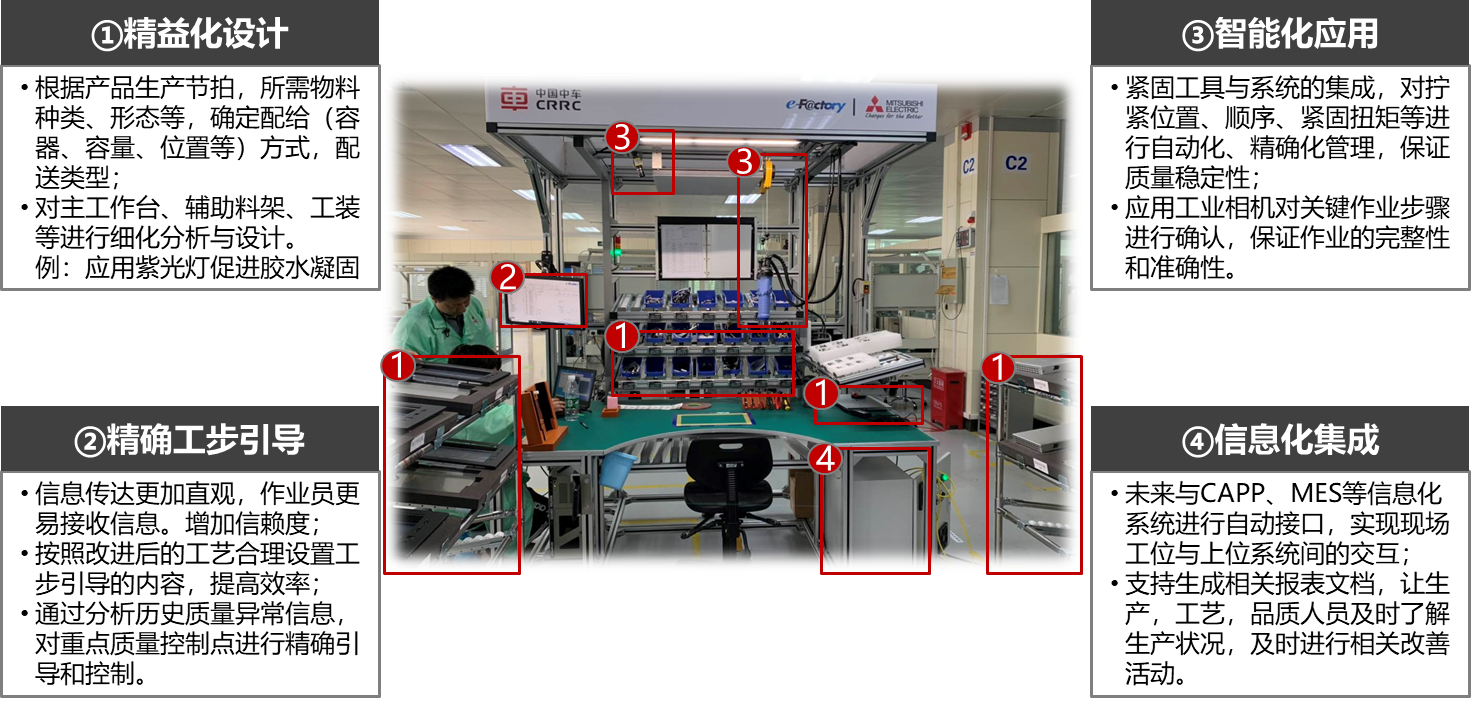 ①精益化设计
• 根据产品生产节拍，所需物料
种类、形态等，确定配给（容
器、容量、位置等）方式，配
送类型；
• 对主工作台、辅助料架、工装
等进行细化分析与设计。
例：应用紫光灯促进胶水凝固
②精确工步引导
• 信息传达更加直观，作业员更
易接收信息。增加信赖度；
• 按照改进后的工艺合理设置工
步引导的内容，提高效率；
• 通过分析历史质量异常信息，
对重点质量控制点进行精确引
导和控制。
中国中车
CRRC
e-F@ctory
MITSUBISHI
ELECTRIC
Changes for the Better
3
3
C2
C2
2
1
1
1
1
4
③智能化应用
• 紧固工具与系统的集成，对拧
紧位置、顺序、紧固扭矩等进
行自动化、精确化管理，保证
质量稳定性；
• 应用工业相机对关键作业步骤
进行确认，保证作业的完整性
和准确性。
④信息化集成
• 未来与CAPP、MES等信息化
系统进行自动接口，实现现场
工位与上位系统间的交互；
• 支持生成相关报表文档，让生
产，工艺，品质人员及时了解
生产状况，及时进行相关改善
活动。